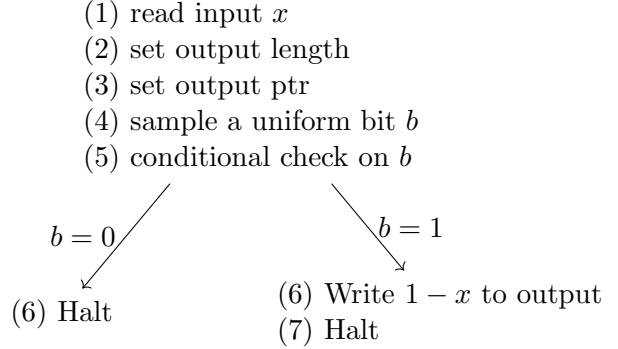 (1) read input x
(2) set output length
(3) set output ptr
(4) sample a uniform bit b
(5) conditional check on b
b = 0
b = 1
(6) Halt
(6) Write 1 − x to output
(7) Halt